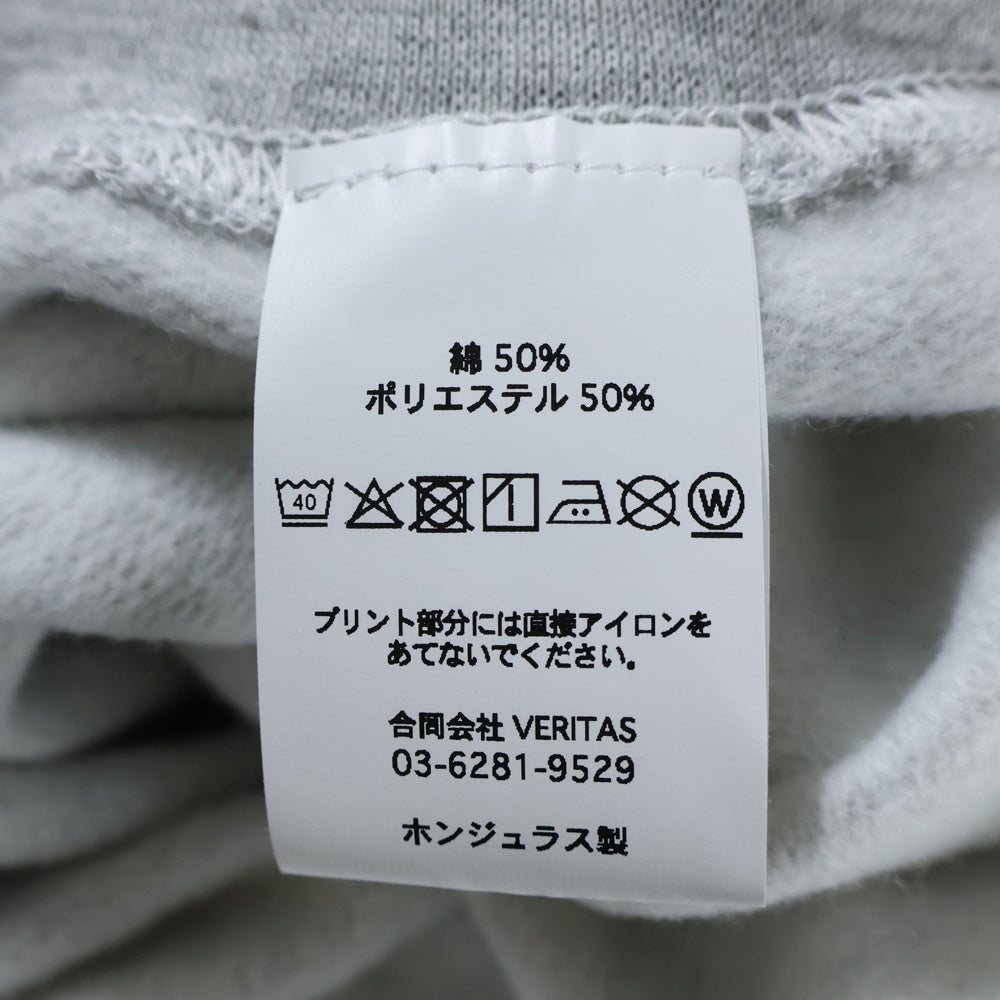 綿 50%
ポリエステル 50%
40 W
プリント部分には直接アイロンを
あてないでください。
合同会社 VERITAS
03-6281-9529
ホンジュラス製